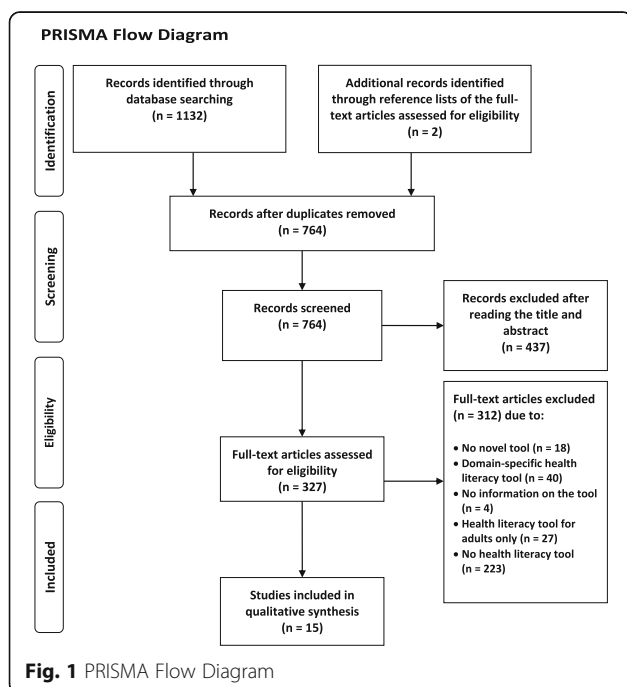 PRISMA Flow Diagram
Identification
Records identified through
database searching
(n = 1132)
Additional records identified
through reference lists of the full-
text articles assessed for eligibility
(n = 2)
Records after duplicates removed
(n = 764)
Screening
Records screened
(n = 764)
Records excluded after
reading the title and
abstract
(n = 437)
Eligibility
Full-text articles assessed
for eligibility
(n = 327)
Full-text articles excluded
(n = 312) due to:
• No novel tool (n = 18)
• Domain-specific health
literacy tool (n = 40)
• No information on the tool
(n = 4)
• Health literacy tool for
adults only (n = 27)
• No health literacy tool
(n = 223)
Included
Studies included in
qualitative synthesis
(n = 15)
Fig. 1 PRISMA Flow Diagram